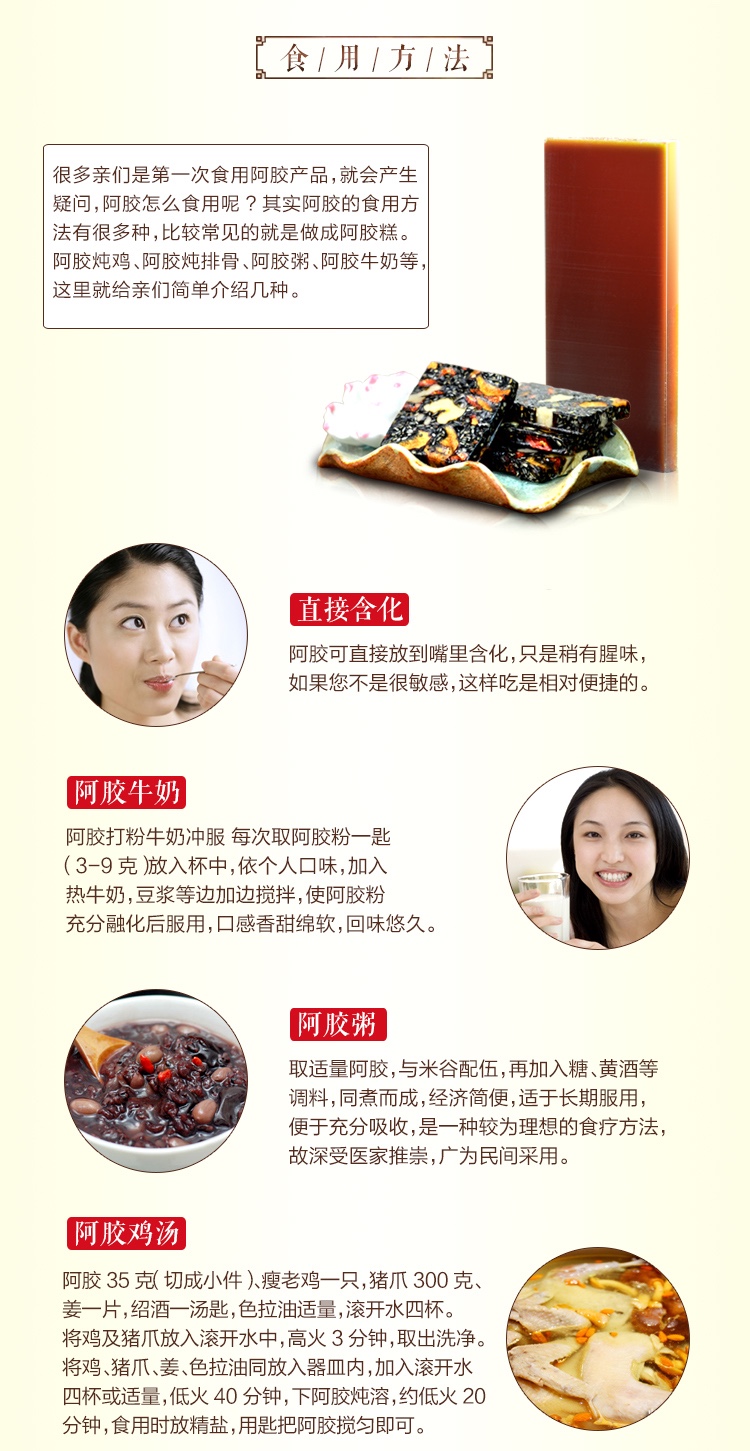 食/用/方/法
很多亲们是第一次食用阿胶产品,就会产生
疑问,阿胶怎么食用呢?其实阿胶的食用方
法有很多种,比较常见的就是做成阿胶糕。
阿胶炖鸡、阿胶炖排骨、阿胶粥、阿胶牛奶等,
这里就给亲们简单介绍几种。
直接含化
阿胶可直接放到嘴里含化,只是稍有腥味,
如果您不是很敏感,这样吃是相对便捷的。
阿胶牛奶
阿胶打粉牛奶冲服 每次取阿胶粉一匙
(3-9 克)放入杯中,依个人口味,加入
热牛奶,豆浆等边加边搅拌,使阿胶粉
充分融化后服用,口感香甜绵软,回味悠久。
阿胶粥
取适量阿胶,与米谷配伍,再加入糖、黄酒等
调料,同煮而成,经济简便,适于长期服用,
便于充分吸收,是一种较为理想的食疗方法,
故深受医家推崇,广为民间采用。
阿胶鸡汤
阿胶 35 克(切成小件)、瘦老鸡一只,猪爪 300 克、
姜一片,绍酒一汤匙,色拉油适量,滚开水四杯。
将鸡及猪爪放入滚开水中,高火 3 分钟,取出洗净。
将鸡、猪爪、姜、色拉油同放入器皿内,加入滚开水
四杯或适量,低火 40 分钟,下阿胶炖溶,约低火 20
分钟,食用时放精盐,用匙把阿胶搅匀即可。